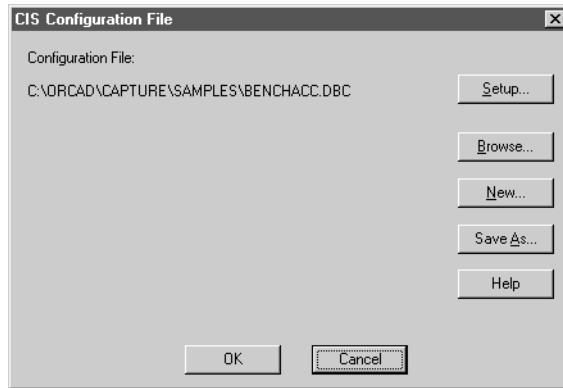 CIS Configuration File
Configuration File:
C:\ORCAD\CAPTURE\SAMPLES\BENCHACC.DBC
Setup...
Browse...
New...
Save As...
Help
OK
Cancel